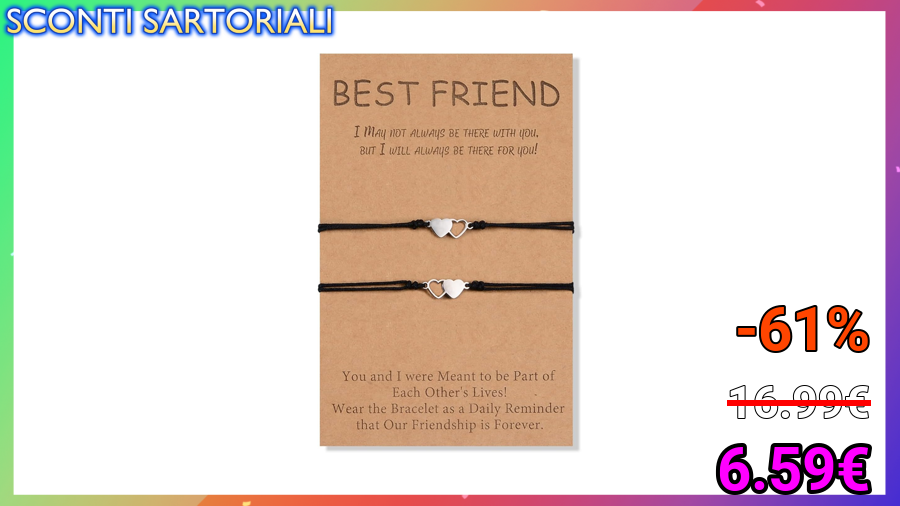 SCONTI SARTORIALI
BEST FRIEND
I May not always be there with you,
but I will always be there for you!
You and I were Meant to be Part of
Each Other's Lives!
Wear the Bracelet as a Daily Reminder
that Our Friendship is Forever.
-61%
16.99€
6.59€